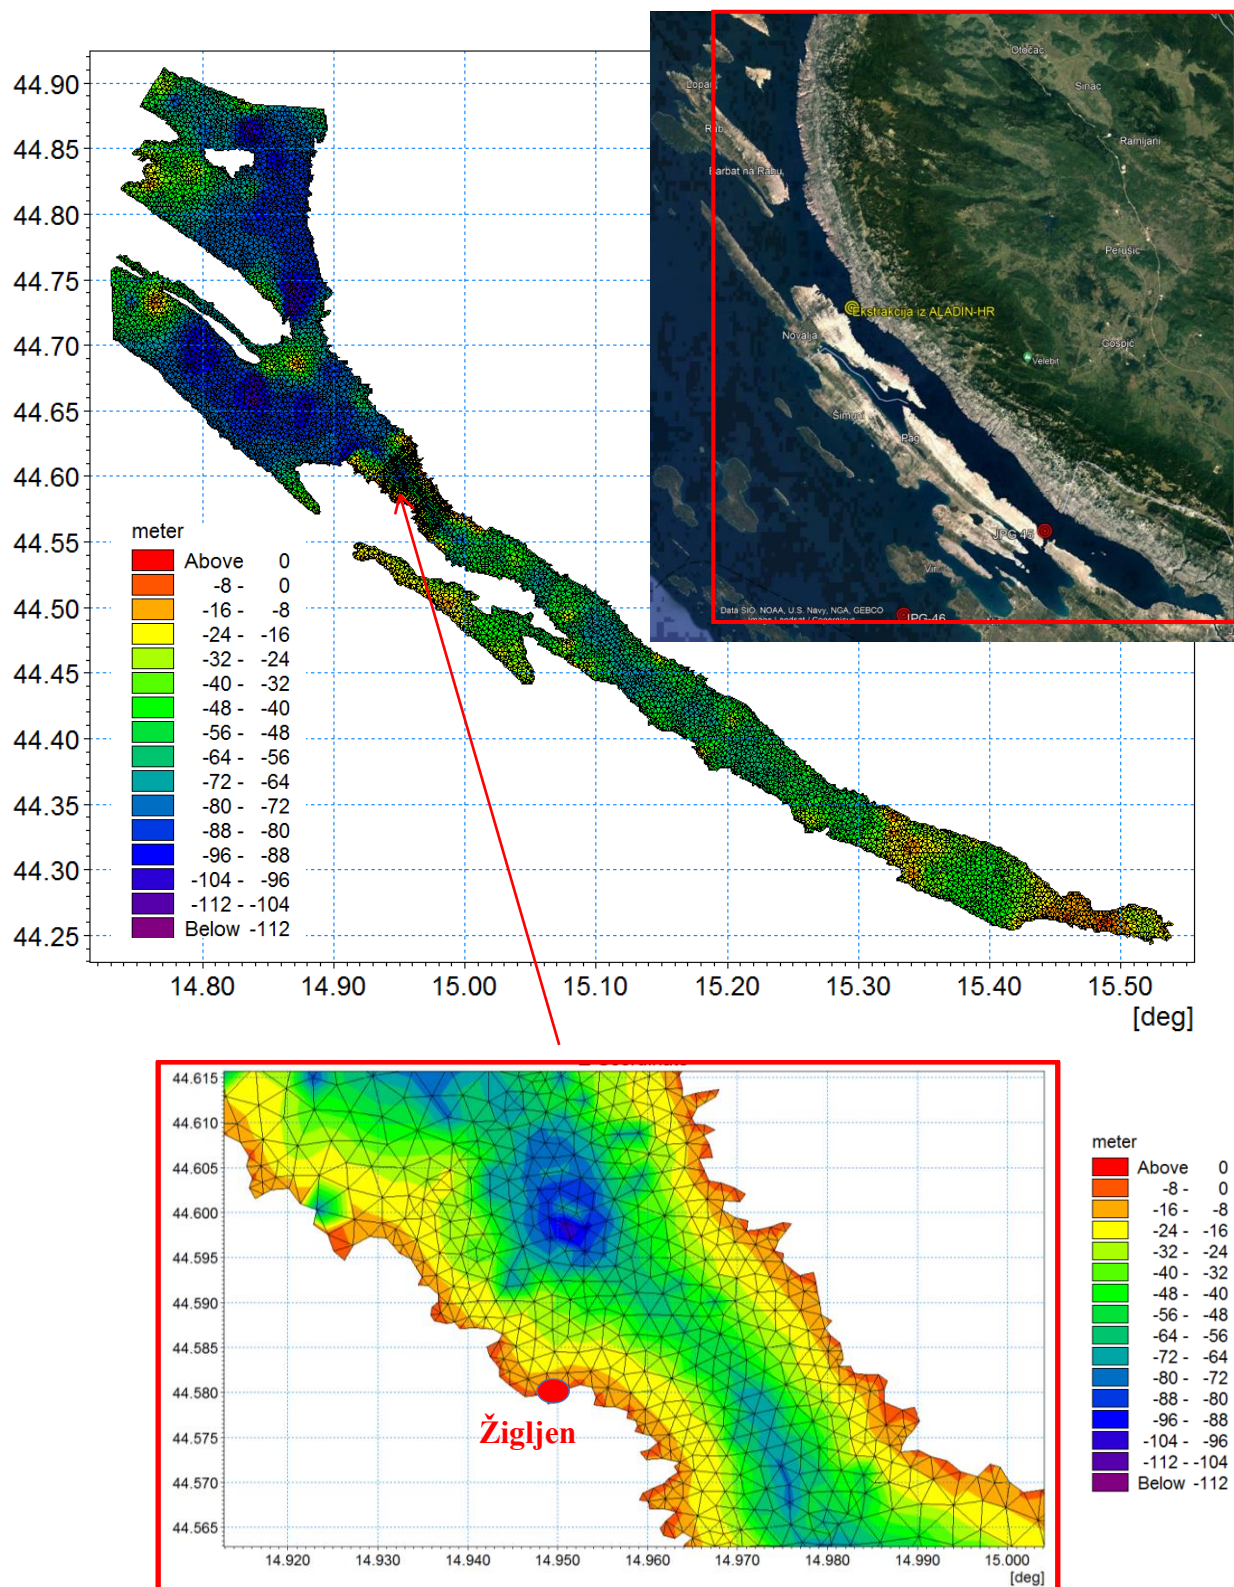 44.90
44.85
44.80
44.75
44.70
44.65
44.60
44.55
44.50
44.45
44.40
44.35
44.30
44.25
14.80 14.90 15.00 15.10 15.20 15.30 15.40 15.50
[deg]
meter
Above 0
-8 - 0
-16 - -8
-24 - -16
-32 - -24
-40 - -32
-48 - -40
-56 - -48
-64 - -56
-72 - -64
-80 - -72
-88 - -80
-96 - -88
-104 - -96
-112 - -104
Below -112
Otočac
Sinac
Lopar
Ramljani
Rab
Barbat na Rabu
Perušić
Ekstrakcija iz ALADIN-HR
Novalja
Gospić
Velebit
Šimuni
Pag
JPG-45
Vir
Data SIO, NOAA, U.S. Navy, NGA, GEBCO
JPG-46
Image Landsat / Copernicus
44.615
44.610
44.605
44.600
44.595
44.590
44.585
44.580
44.575
44.570
44.565
Žigljen
14.920 14.930 14.940 14.950 14.960 14.970 14.980 14.990 15.000
[deg]
meter
Above 0
-8 - 0
-16 - -8
-24 - -16
-32 - -24
-40 - -32
-48 - -40
-56 - -48
-64 - -56
-72 - -64
-80 - -72
-88 - -80
-96 - -88
-104 - -96
-112 - -104
Below -112